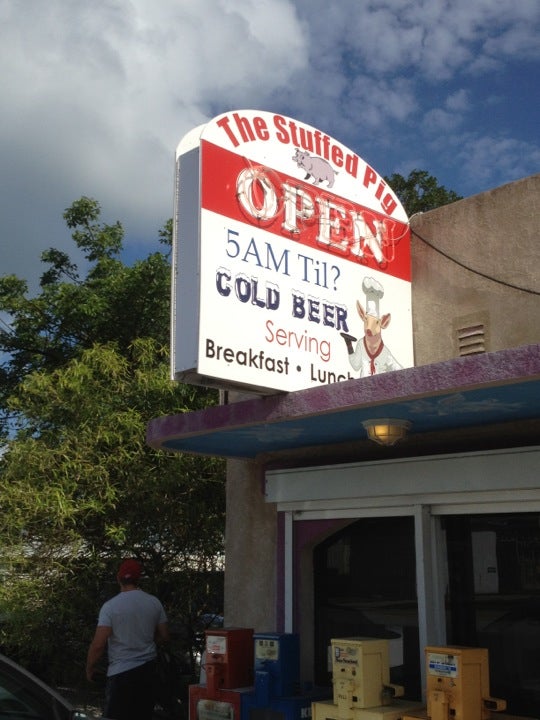 The Stuffed Pig
OPEN
5AM Til?
COLD BEER
Serving
Breakfast • Lunch